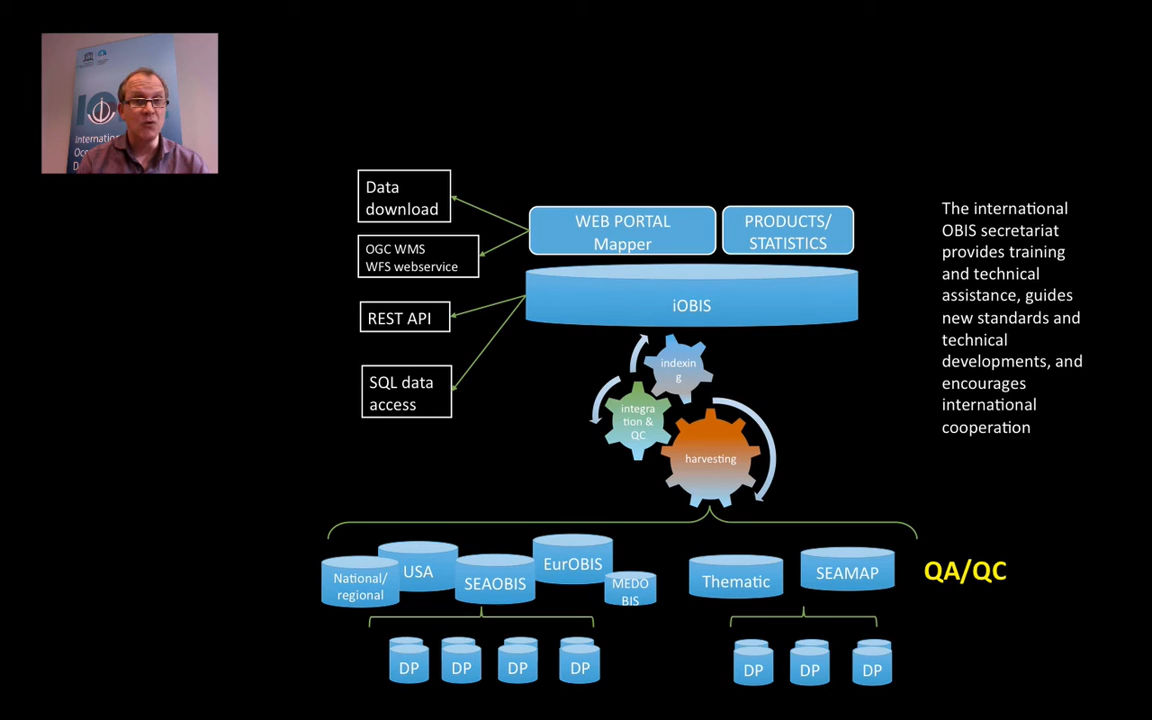 Internatio
Oce
D
Data
download
OGC WMS
WFS webservice
REST API
SQL data
access
WEB PORTAL
Mapper
PRODUCTS/
STATISTICS
iOBIS
indexin
g
integra
tion &
QC
harvesting
The international
OBIS secretariat
provides training
and technical
assistance, guides
new standards and
technical
developments, and
encourages
international
cooperation
National/
regional
USA
SEAOBIS
EurOBIS
MEDO
BIS
Thematic
SEAMAP
QA/QC
DP
DP
DP
DP
DP
DP
DP